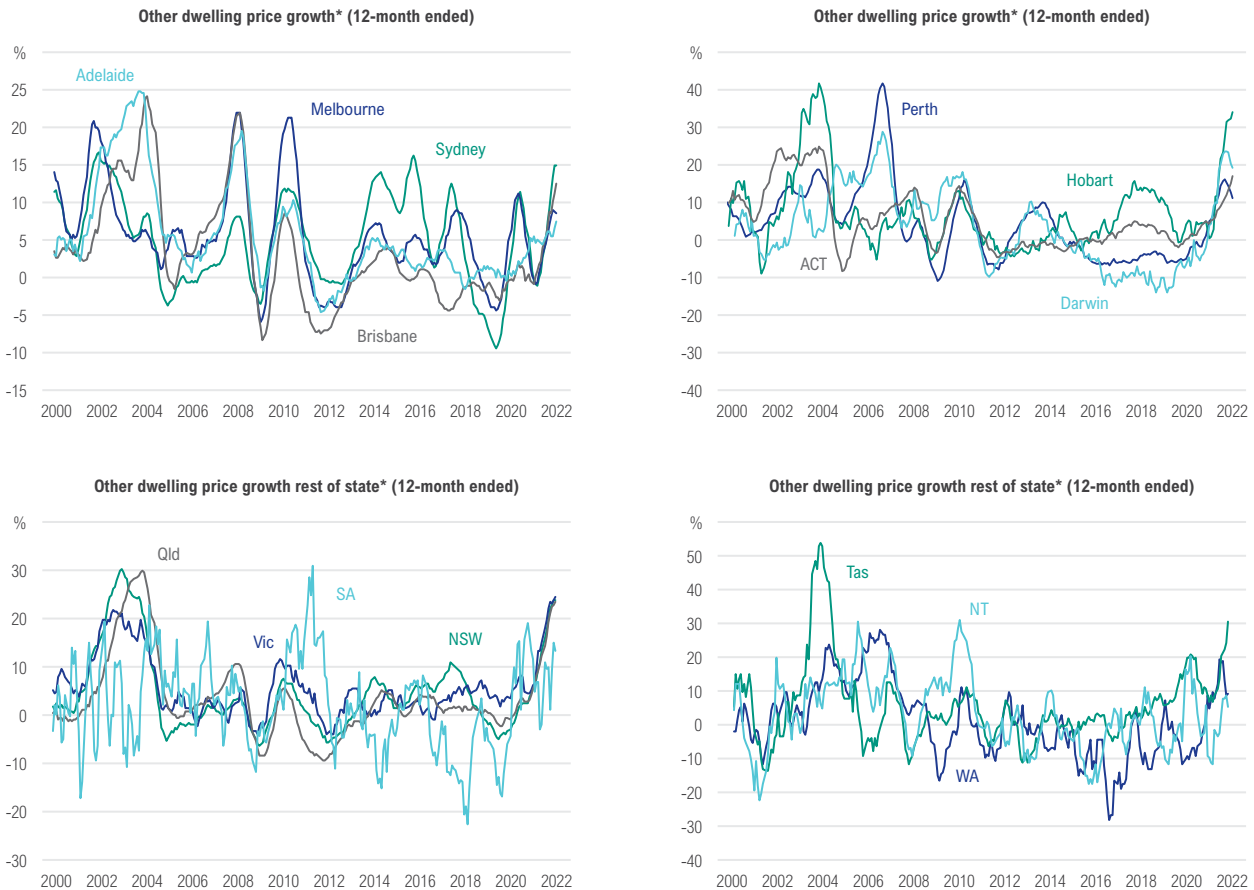 Other dwelling price growth* (12-month ended)
%
25
20
15
10
5
0
-5
-10
-15
Adelaide
Melbourne
Sydney
Brisbane
2000 2002 2004 2006 2008 2010 2012 2014 2016 2018 2020 2022
Other dwelling price growth* (12-month ended)
%
40
30
20
10
0
-10
-20
-30
-40
Perth
Hobart
ACT
Darwin
2000 2002 2004 2006 2008 2010 2012 2014 2016 2018 2020 2022
Other dwelling price growth rest of state* (12-month ended)
%
30
20
10
0
-10
-20
-30
Qld
SA
Vic
NSW
2000 2002 2004 2006 2008 2010 2012 2014 2016 2018 2020 2022
Other dwelling price growth rest of state* (12-month ended)
%
50
40
30
20
10
0
-10
20
-30
-40
Tas
NT
WA
2000 2002 2004 2006 2008 2010 2012 2014 2016 2018 2020 2022